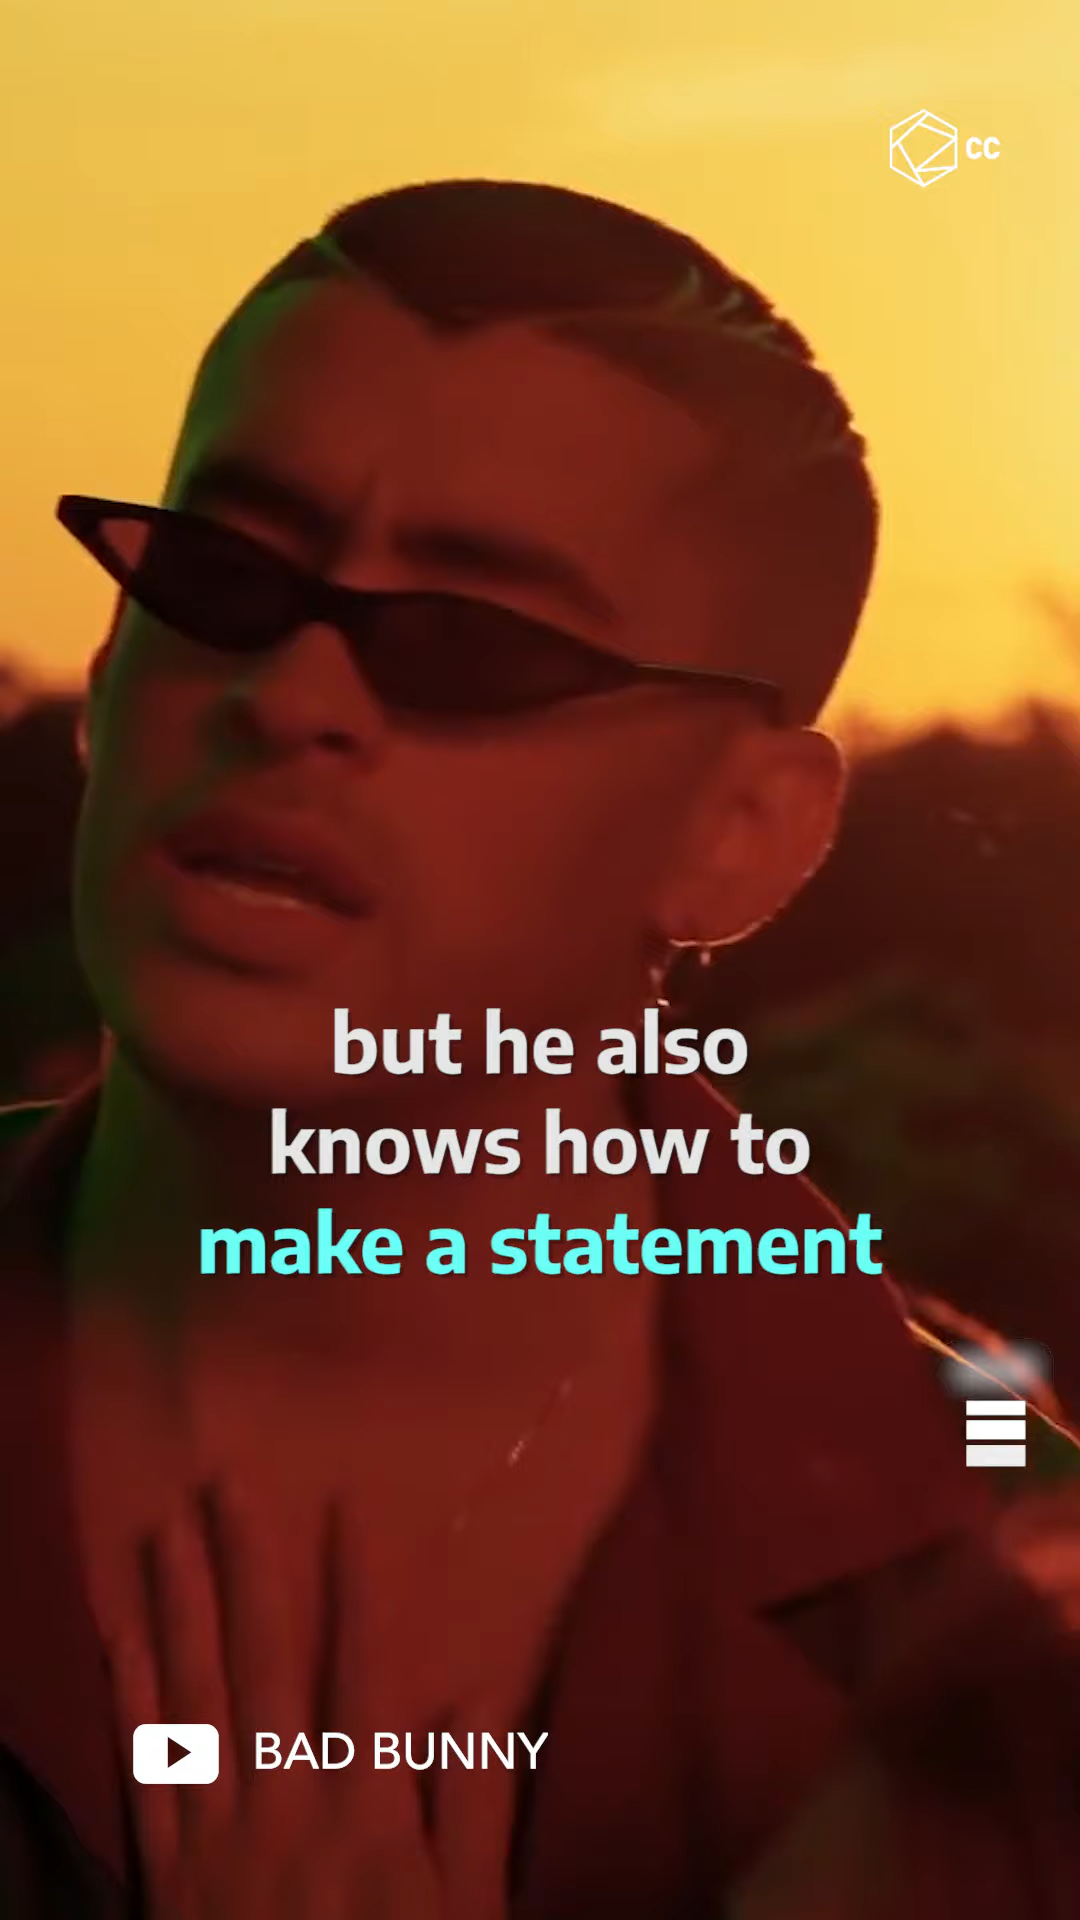 CC
but he also
knows how to
make a statement
BAD BUNNY